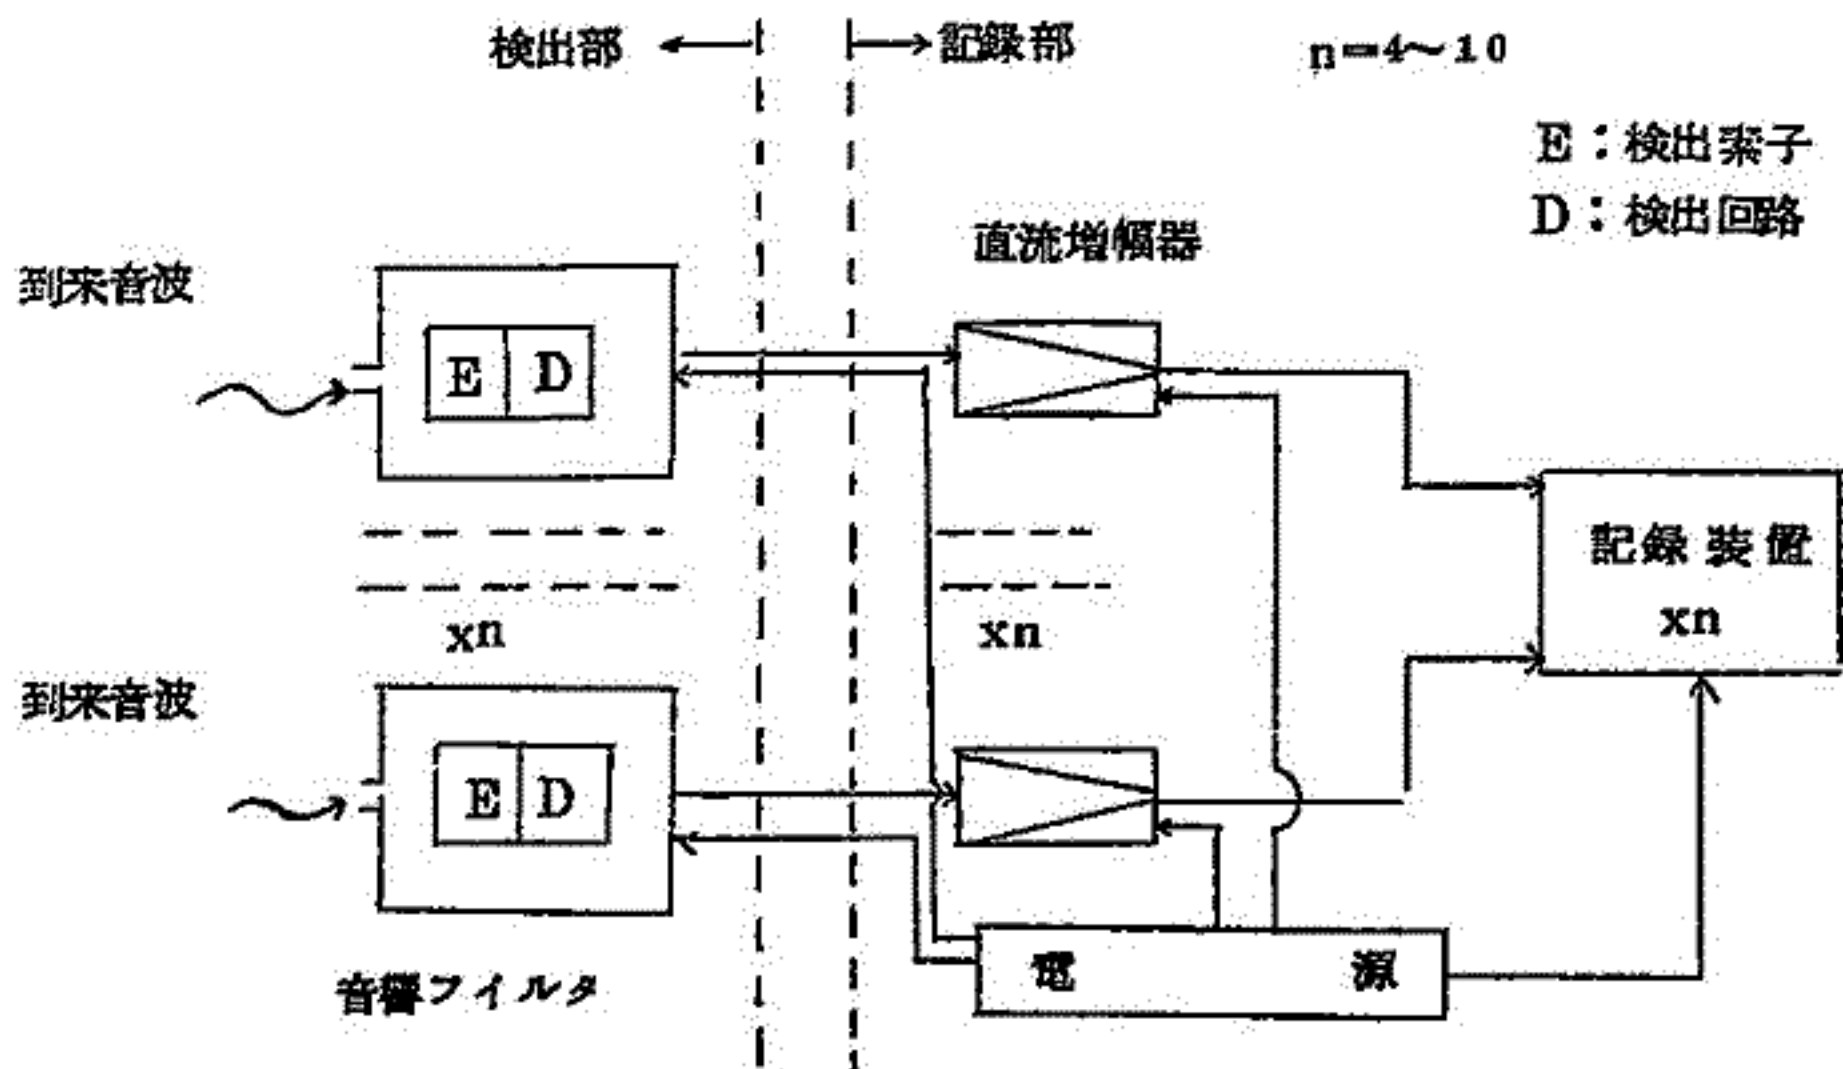 検出部
記録部
n=4〜10
E：検出素子
D：検出回路
直流増幅器
到来音波
E D
記録装置
xn
xn
xn
到来音波
E D
電源
音響フイルタ